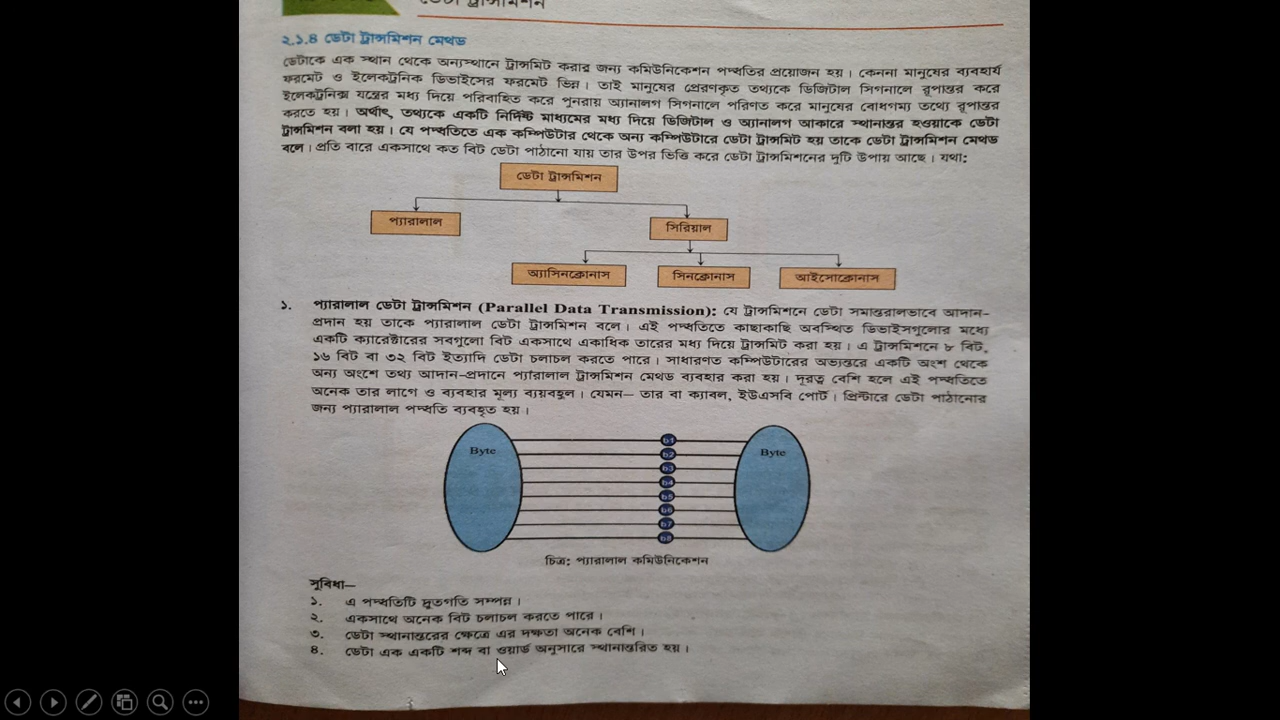 ডেটা ট্রান্সমিশন
২.১.৪ ডেটা ট্রান্সমিশন মেথড
ডেটাকে এক স্থান থেকে অন্যস্থানে ট্রান্সমিট করার জন্য কমিউনিকেশন পদ্ধতির প্রয়োজন হয়। কেননা মানুষের ব্যবহার্য
ফরমেট ও ইলেকট্রনিক ডিভাইসের ফরমেট ভিন্ন। তাই মানুষের প্রেরণকৃত তথ্যকে ডিজিটাল সিগনালে রূপান্তর করে
ইলেকট্রনিক্স যন্ত্রের মধ্য দিয়ে পরিবাহিত করে পুনরায় অ্যানালগ সিগনালে পরিণত করে মানুষের বোধগম্য তথ্যে রূপান্তর
করতে হয়। অর্থাৎ, তথ্যকে একটি নির্দিষ্ট মাধ্যমের মধ্য দিয়ে ডিজিটাল ও অ্যানালগ আকারে স্থানান্তর হওয়াকে ডেটা
ট্রান্সমিশন বলা হয়। যে পদ্ধতিতে এক কম্পিউটার থেকে অন্য কম্পিউটারে ডেটা ট্রান্সমিট হয় তাকে ডেটা ট্রান্সমিশন মেথড
বলে। প্রতি বারে একসাথে কত বিট ডেটা পাঠানো যায় তার উপর ভিত্তি করে ডেটা ট্রান্সমিশনের দুটি উপায় আছে। যথা:
ডেটা ট্রান্সমিশন
প্যারালাল
সিরিয়াল
অ্যাসিনক্রোনাস
সিনক্রোনাস
আইসোক্রোনাস
১. প্যারালাল ডেটা ট্রান্সমিশন (Parallel Data Transmission): যে ট্রান্সমিশনে ডেটা সমান্তরালভাবে আদান-
প্রদান হয় তাকে প্যারালাল ডেটা ট্রান্সমিশন বলে। এই পদ্ধতিতে কাছাকাছি অবস্থিত ডিভাইসগুলোর মধ্যে
একটি ক্যারেক্টারের সবগুলো বিট একসাথে একাধিক তারের মধ্য দিয়ে ট্রান্সমিট করা হয়। এ ট্রান্সমিশনে ৮ বিট,
১৬ বিট বা ৩২ বিট ইত্যাদি ডেটা চলাচল করতে পারে। সাধারণত কম্পিউটারের অভ্যন্তরে একটি অংশ থেকে
অন্য অংশে তথ্য আদান-প্রদানে প্যারালাল ট্রান্সমিশন মেথড ব্যবহার করা হয়। দূরত্ব বেশি হলে এই পদ্ধতিতে
অনেক তার লাগে ও ব্যবহার মূল্য ব্যয়বহুল। যেমন— তার বা ক্যাবল, ইউএসবি পোর্ট। প্রিন্টারে ডেটা পাঠানোর
জন্য প্যারালাল পদ্ধতি ব্যবহৃত হয়।
Byte
b1
b2
b3
b4
b5
b6
b7
b8
Byte
চিত্র: প্যারালাল কমিউনিকেশন
সুবিধা—
১. এ পদ্ধতিটি দ্রুতগতি সম্পন্ন।
২. একসাথে অনেক বিট চলাচল করতে পারে।
৩. ডেটা স্থানান্তরের ক্ষেত্রে এর দক্ষতা অনেক বেশি।
৪. ডেটা এক একটি শব্দ বা ওয়ার্ড অনুসারে স্থানান্তরিত হয়।